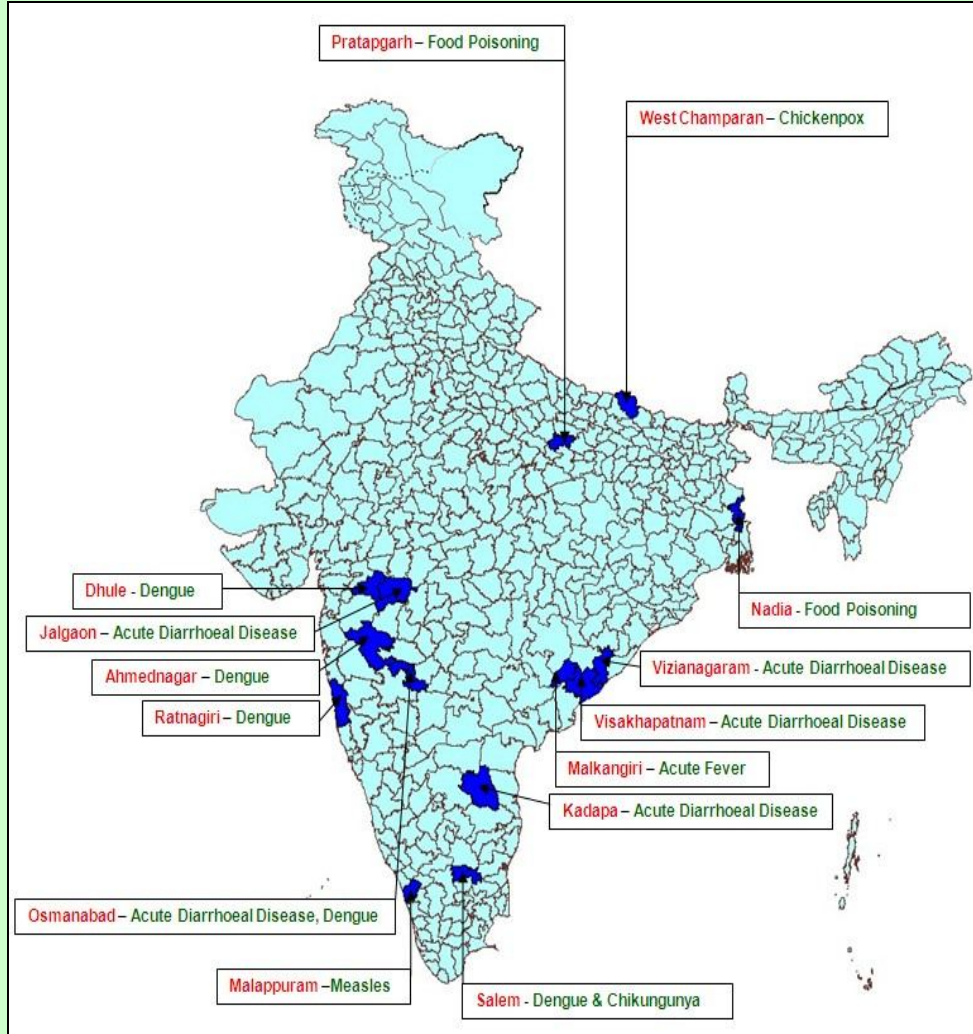 Pratapgarh – Food Poisoning
West Champaran – Chickenpox
Dhule - Dengue
Jalgaon – Acute Diarrhoeal Disease
Nadia - Food Poisoning
Ahmednagar – Dengue
Vizianagaram - Acute Diarrhoeal Disease
Ratnagiri – Dengue
Visakhapatnam – Acute Diarrhoeal Disease
Malkangiri – Acute Fever
Kadapa – Acute Diarrhoeal Disease
Osmanabad – Acute Diarrhoeal Disease, Dengue
Malappuram –Measles
Salem - Dengue & Chikungunya